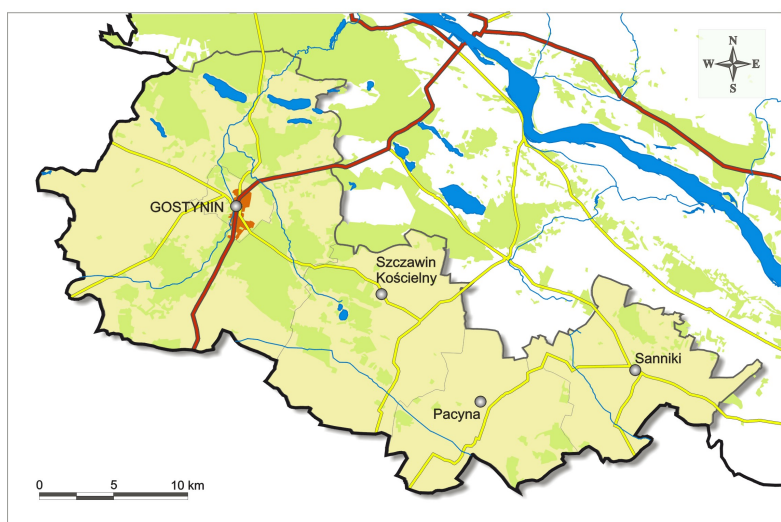 N
W E
S
GOSTYNIN
Szczawin
Kościelny
Sanniki
Pacyna
0 5 10 km